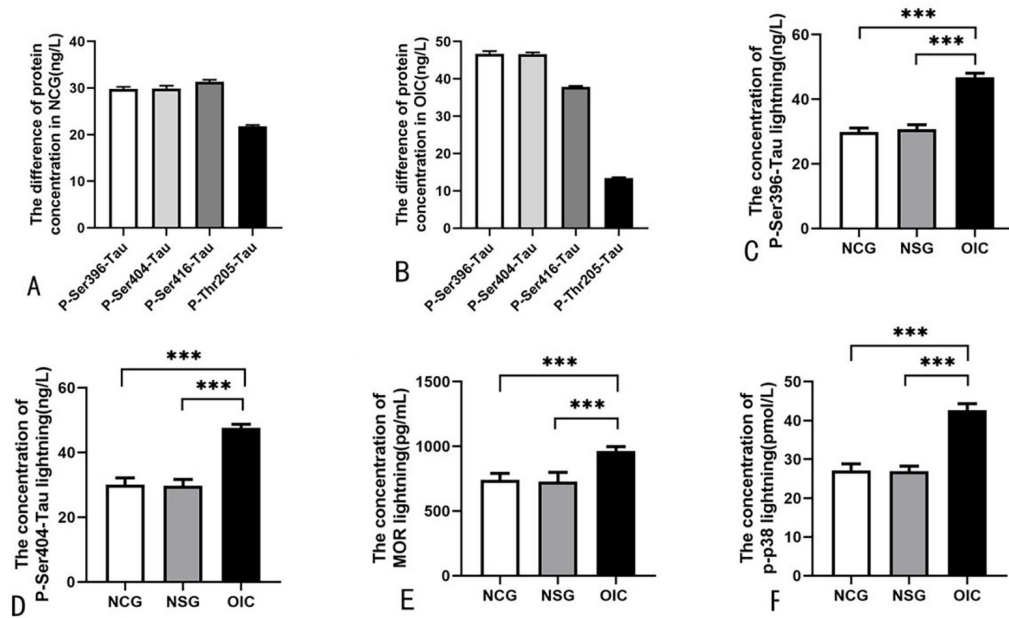 The difference of protein
concentration in NCG(ng/L)
40
30
20
10
0
P-Ser396-Tau
P-Ser404-Tau
P-Ser416-Tau
P-Thr205-Tau
A
The difference of protein
concentration in OIC(ng/L)
50
40
30
20
10
0
P-Ser396-Tau
P-Ser404-Tau
P-Ser416-Tau
P-Thr205-Tau
B
The concentration of
P-Ser396-Tau lightning(ng/L)
60
40
20
0
***
***
NCG NSG OIC
C
The concentration of
P-Ser404-Tau lightning(ng/L)
60
40
20
0
***
***
NCG NSG OIC
D
The concentration of
MOR lightning(pg/mL)
1500
1000
500
0
***
***
NCG NSG OIC
E
The concentration of
p-p38 lightning(pmol/L)
50
40
30
20
10
0
***
***
NCG NSG OIC
F